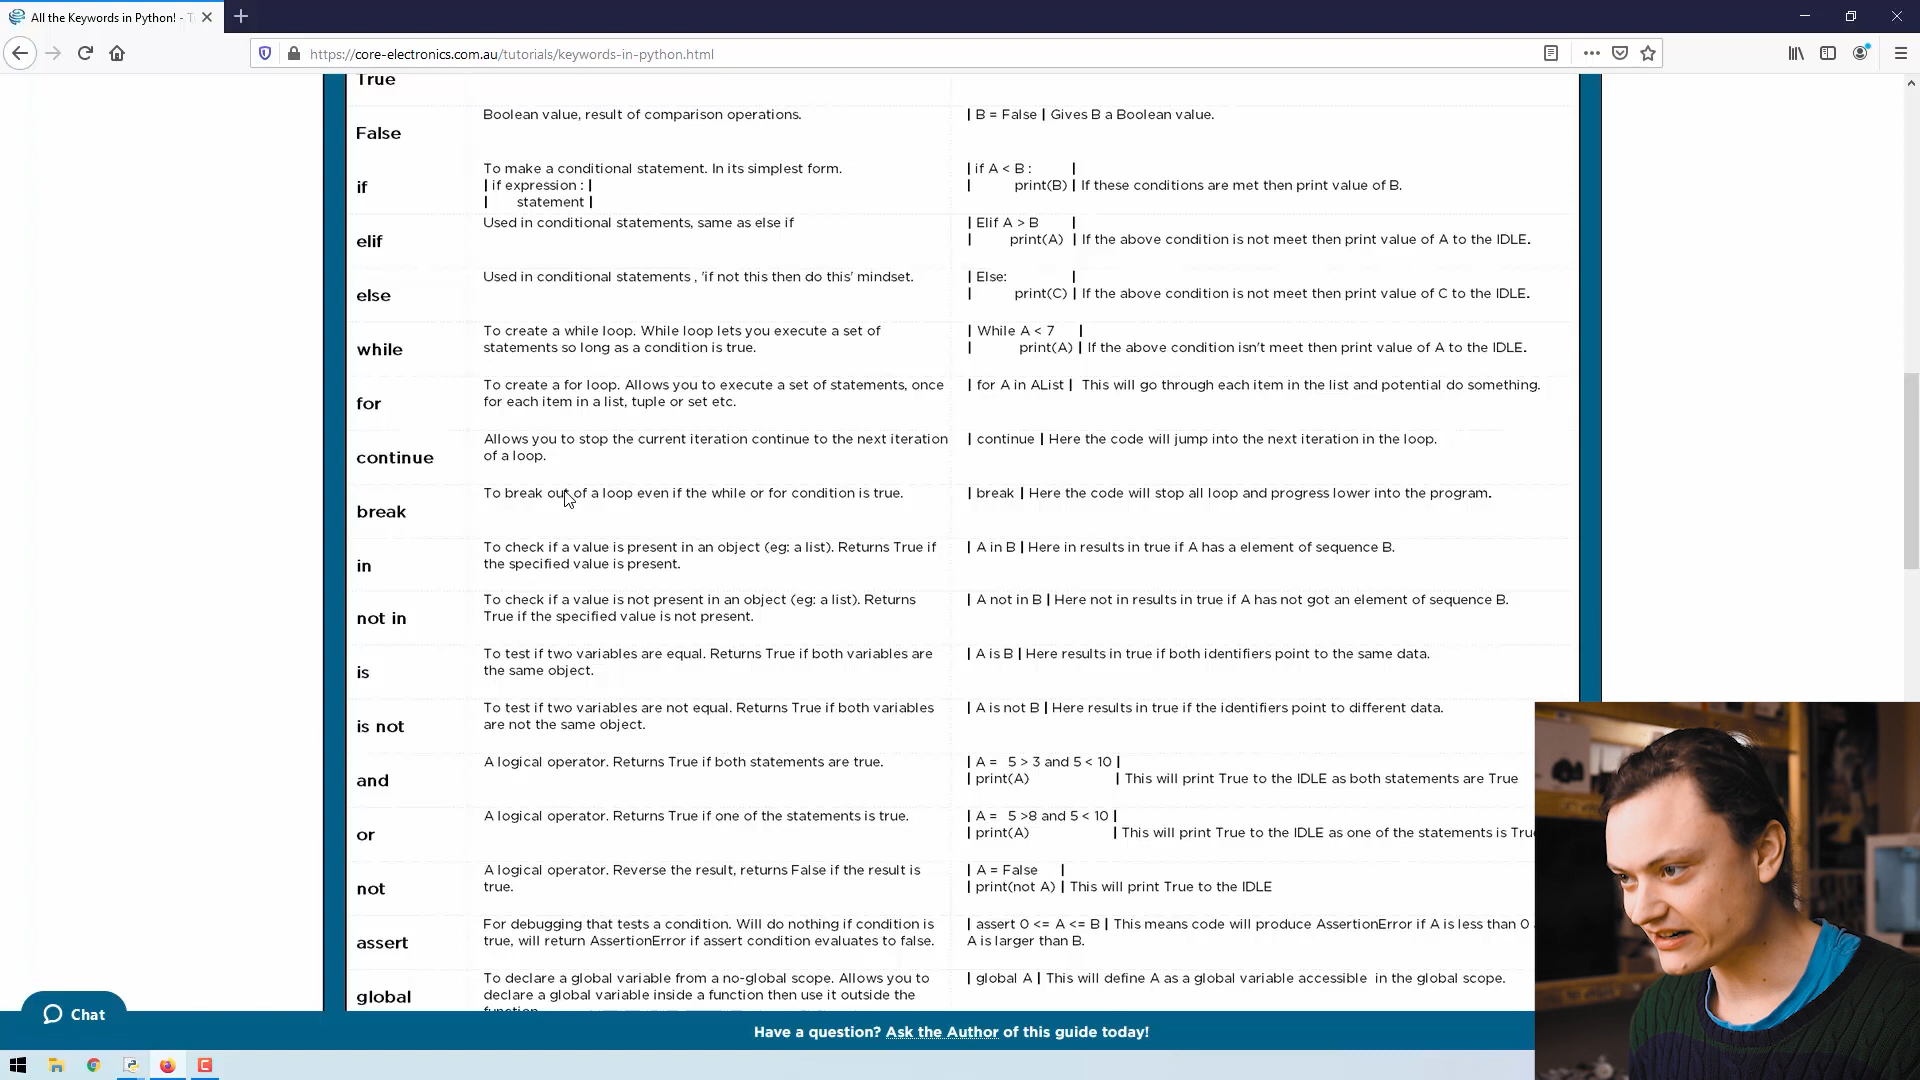 All the Keywords in Python! - T
https://core-electronics.com.au/tutorials/keywords-in-python.html
True
False
Boolean value, result of comparison operations.
| B = False | Gives B a Boolean value.
if
To make a conditional statement. In its simplest form.
| if expression : |
| statement |
| if A < B : |
| print(B) | If these conditions are met then print value of B.
elif
Used in conditional statements, same as else if
| Elif A > B |
| print(A) | If the above condition is not meet then print value of A to the IDLE.
else
Used in conditional statements , 'if not this then do this' mindset.
| Else: |
| print(C) | If the above condition is not meet then print value of C to the IDLE.
while
To create a while loop. While loop lets you execute a set of
statements so long as a condition is true.
| While A < 7 |
| print(A) | If the above condition isn't meet then print value of A to the IDLE.
for
To create a for loop. Allows you to execute a set of statements, once
for each item in a list, tuple or set etc.
| for A in AList | This will go through each item in the list and potential do something.
continue
Allows you to stop the current iteration continue to the next iteration
of a loop.
| continue | Here the code will jump into the next iteration in the loop.
break
To break out of a loop even if the while or for condition is true.
| break | Here the code will stop all loop and progress lower into the program.
in
To check if a value is present in an object (eg: a list). Returns True if
the specified value is present.
| A in B | Here in results in true if A has a element of sequence B.
not in
To check if a value is not present in an object (eg: a list). Returns
True if the specified value is not present.
| A not in B | Here not in results in true if A has not got an element of sequence B.
is
To test if two variables are equal. Returns True if both variables are
the same object.
| A is B | Here results in true if both identifiers point to the same data.
is not
To test if two variables are not equal. Returns True if both variables
are not the same object.
| A is not B | Here results in true if the identifiers point to different data.
and
A logical operator. Returns True if both statements are true.
| A = 5 > 3 and 5 < 10 |
| print(A) | This will print True to the IDLE as both statements are True
or
A logical operator. Returns True if one of the statements is true.
| A = 5 >8 and 5 < 10 |
| print(A) | This will print True to the IDLE as one of the statements is True
not
A logical operator. Reverse the result, returns False if the result is
true.
| A = False |
| print(not A) | This will print True to the IDLE
assert
For debugging that tests a condition. Will do nothing if condition is
true, will return AssertionError if assert condition evaluates to false.
| assert 0 <= A <= B | This means code will produce AssertionError if A is less than 0
A is larger than B.
global
To declare a global variable from a no-global scope. Allows you to
declare a global variable inside a function then use it outside the
| global A | This will define A as a global variable accessible in the global scope.
Chat
Have a question? Ask the Author of this guide today!